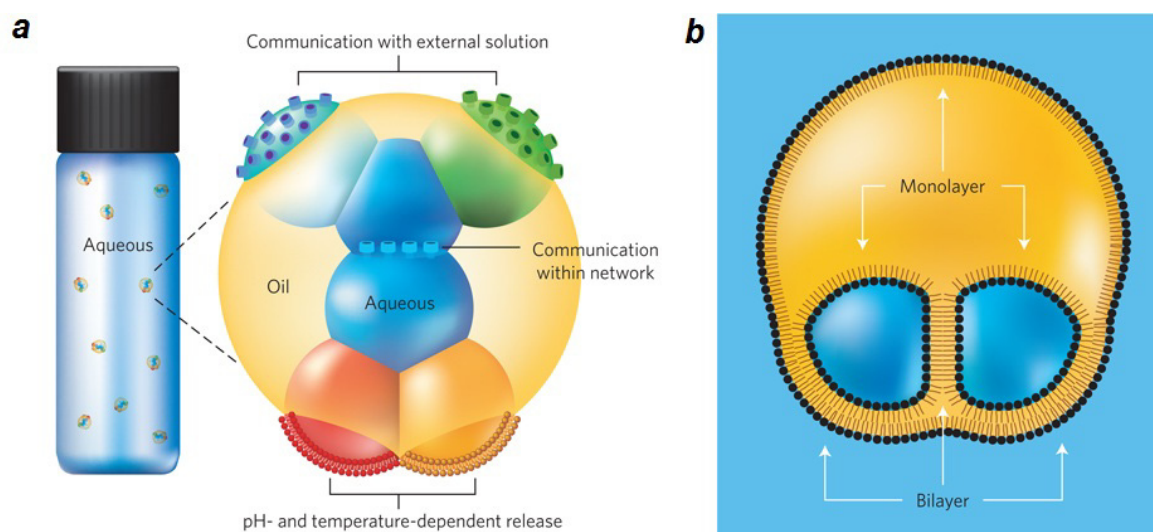 a
Communication with external solution
Aqueous
Oil
Aqueous
Communication
within network
pH- and temperature-dependent release
b
Monolayer
Bilayer